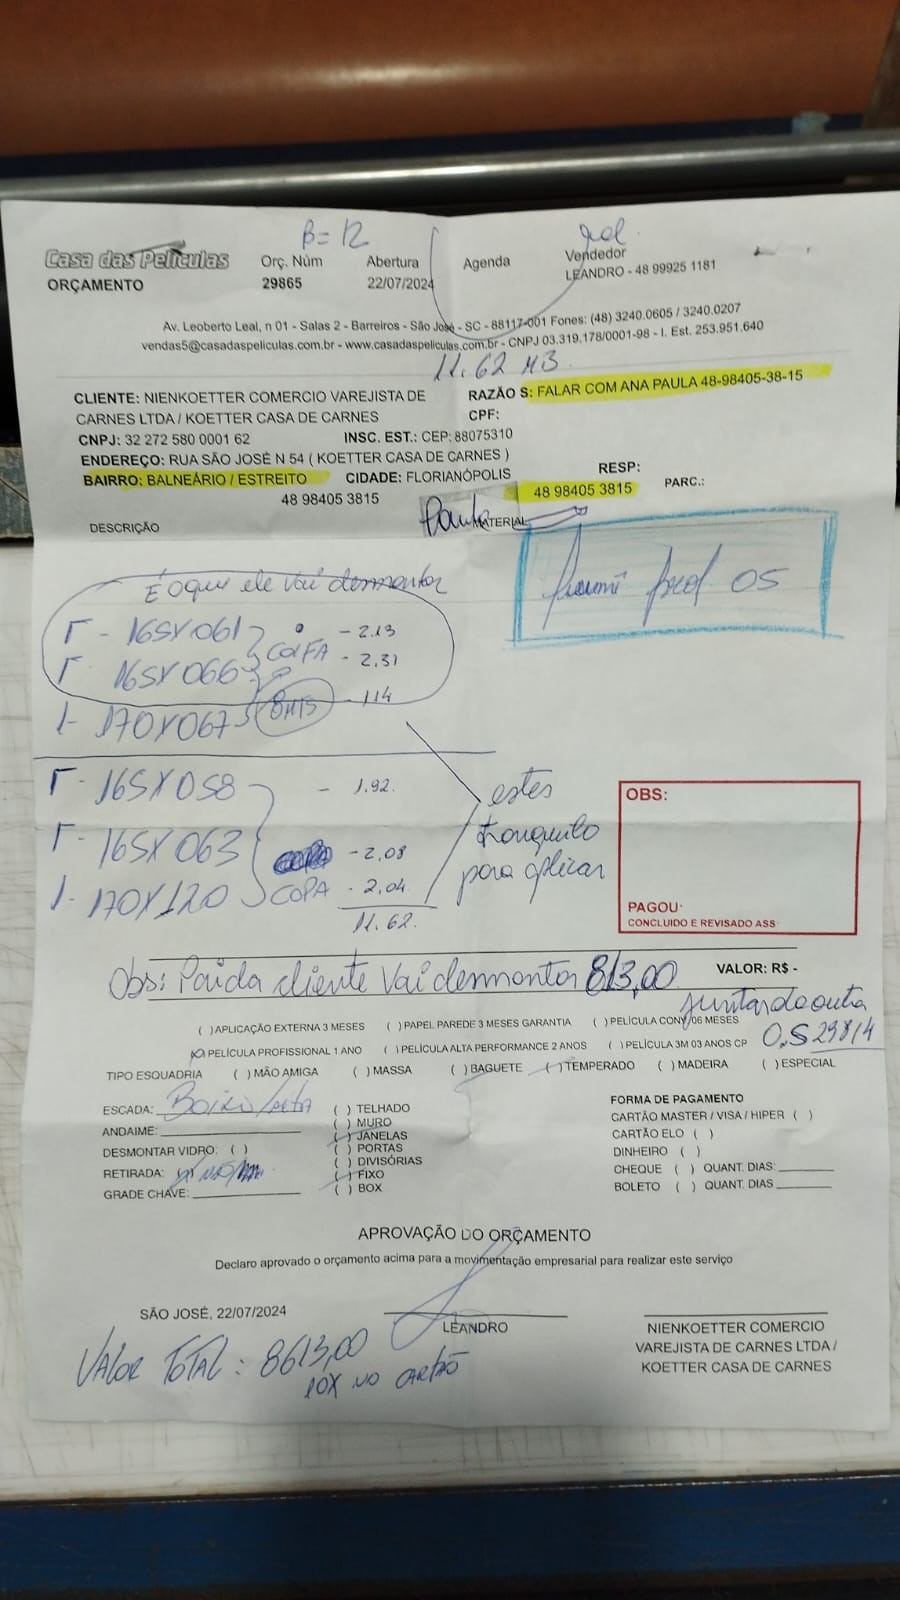 B=12
Casa das Películas
ORÇAMENTO
Orç. Núm
29865
Abertura
22/07/2024
Agenda
Vendedor
LEANDRO - 48 99925 1181
Av. Leoberto Leal, n 01 - Salas 2 - Barreiros - São José - SC - 88117-001 Fones: (48) 3240.0605 / 3240.0207
vendas5@casadaspeliculas.com.br - www.casadaspeliculas.com.br - CNPJ 03.319.178/0001-98 - I. Est. 253.951.640
11.62 M3
CLIENTE: NIENKOETTER COMERCIO VAREJISTA DE
CARNES LTDA / KOETTER CASA DE CARNES
RAZÃO S: FALAR COM ANA PAULA 48-98405-38-15
CPF:
CNPJ: 32 272 580 0001 62 INSC. EST.: CEP: 88075310
ENDEREÇO: RUA SÃO JOSÉ N 54 ( KOETTER CASA DE CARNES )
BAIRRO: BALNEÁRIO / ESTREITO CIDADE: FLORIANÓPOLIS
RESP:
48 98405 3815
48 98405 3815
PARC.:
DESCRIÇÃO
Paula
MATERIAL
05
É oque ele vai desmontar
165X061 - 2.13
165X066 - 2,31
1- 170X067 - 114
165X058 - 1.92.
165X063 - 2,08
1- 170X120 COPA - 2,04
11.62.
estes
tranquilo
para aplicar
OBS:
PAGOU:
CONCLUIDO E REVISADO ASS
Obs: Pai da cliente Vai desmontar 813,00
VALOR: R$ -
juntar da outra
O.S 29814
( ) APLICAÇÃO EXTERNA 3 MESES ( ) PAPEL PAREDE 3 MESES GARANTIA ( ) PELÍCULA CONV 06 MESES
(X) PELÍCULA PROFISSIONAL 1 ANO ( ) PELÍCULA ALTA PERFORMANCE 2 ANOS ( ) PELÍCULA 3M 03 ANOS CP
TIPO ESQUADRIA ( ) MÃO AMIGA ( ) MASSA ( ) BAGUETE ( ) TEMPERADO ( ) MADEIRA ( ) ESPECIAL
ESCADA:
ANDAIME:
DESMONTAR VIDRO: ( )
RETIRADA: (X)
GRADE CHAVE:
( ) TELHADO
( ) MURO
( ) JANELAS
( ) PORTAS
( ) DIVISÓRIAS
( ) FIXO
( ) BOX
FORMA DE PAGAMENTO
CARTÃO MASTER / VISA / HIPER ( )
CARTÃO ELO ( )
DINHEIRO ( )
CHEQUE ( ) QUANT. DIAS:
BOLETO ( ) QUANT. DIAS
APROVAÇÃO DO ORÇAMENTO
Declaro aprovado o orçamento acima para a movimentação empresarial para realizar este serviço
SÃO JOSÉ, 22/07/2024
LEANDRO
NIENKOETTER COMERCIO
VAREJISTA DE CARNES LTDA /
KOETTER CASA DE CARNES
VALOR TOTAL: 8613,00
10X NO CARTÃO